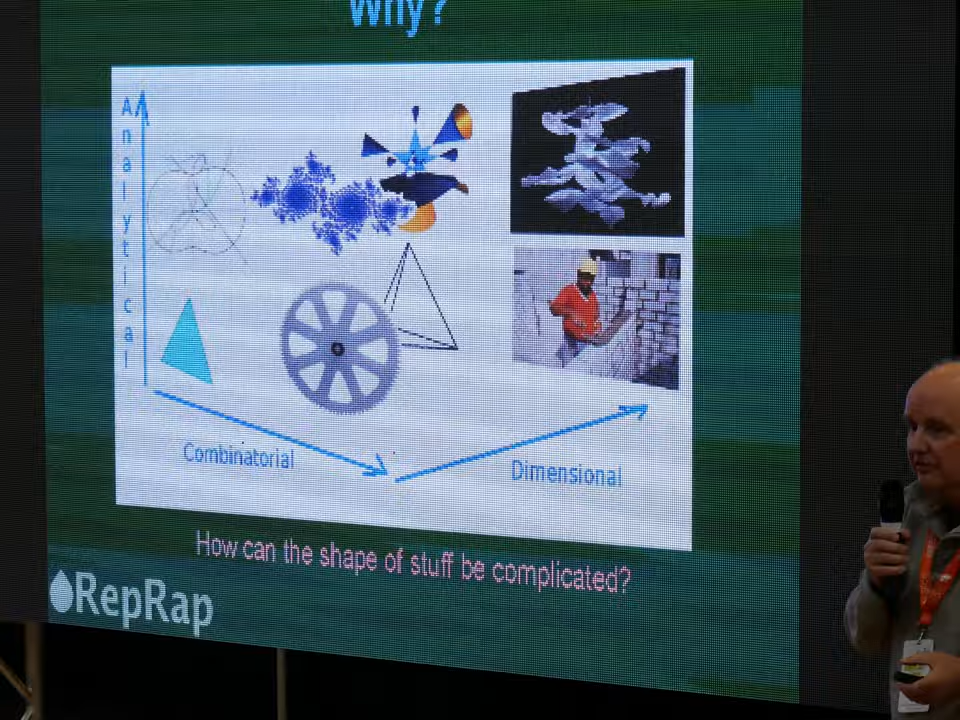 Why?
Analytical
Combinatorial
Dimensional
How can the shape of stuff be complicated?
RepRap